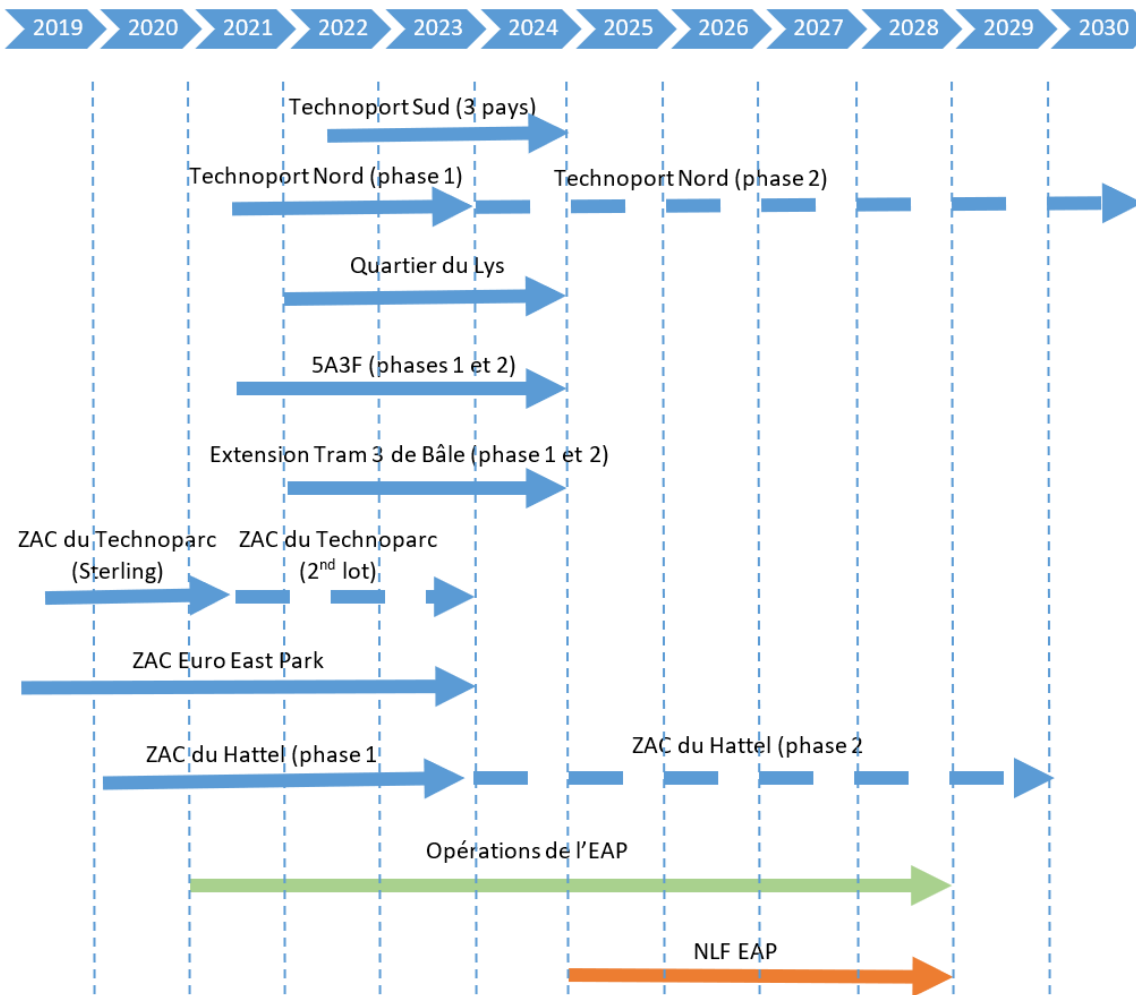 2019 2020 2021 2022 2023 2024 2025 2026 2027 2028 2029 2030
Technoport Sud (3 pays)
Technoport Nord (phase 1)
Technoport Nord (phase 2)
Quartier du Lys
5A3F (phases 1 et 2)
Extension Tram 3 de Bâle (phase 1 et 2)
ZAC du Technoparc
(Sterling)
ZAC du Technoparc
(2nd lot)
ZAC Euro East Park
ZAC du Hattel (phase 1
ZAC du Hattel (phase 2
Opérations de l’EAP
NLF EAP